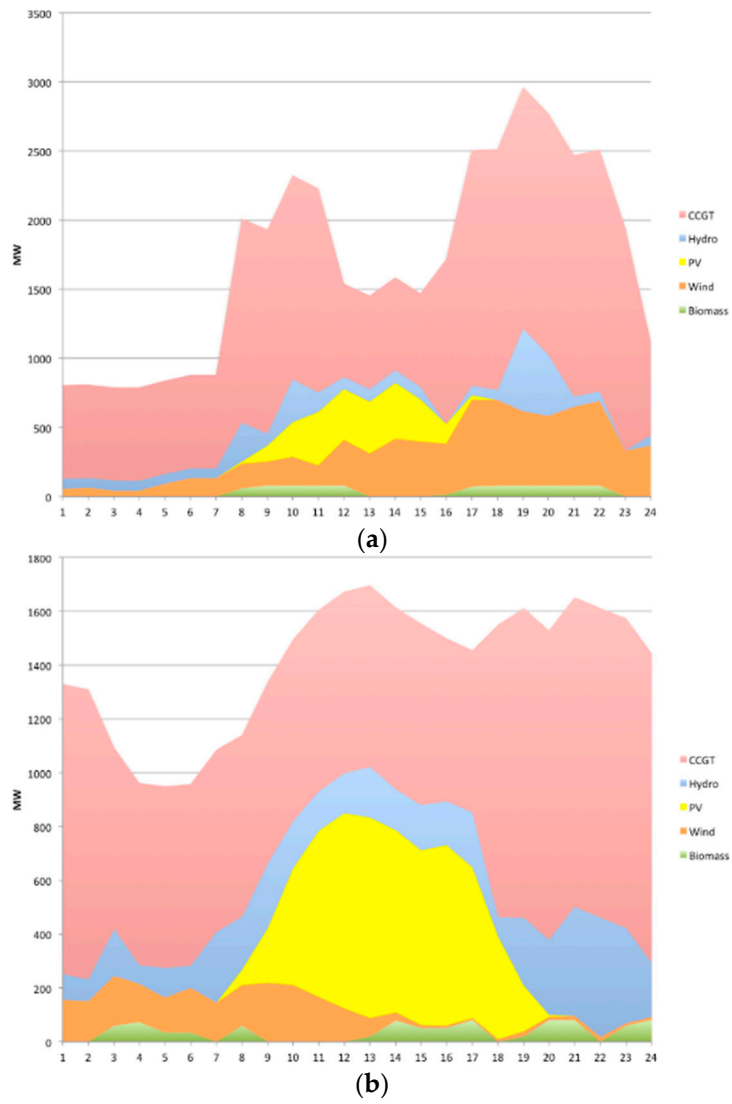 3500
3000
2500
2000
MW
1500
1000
500
0
1 2 3 4 5 6 7 8 9 10 11 12 13 14 15 16 17 18 19 20 21 22 23 24
CCGT
Hydro
PV
Wind
Biomass
(a)
1800
1600
1400
1200
1000
MW
800
600
400
200
0
1 2 3 4 5 6 7 8 9 10 11 12 13 14 15 16 17 18 19 20 21 22 23 24
CCGT
Hydro
PV
Wind
Biomass
(b)